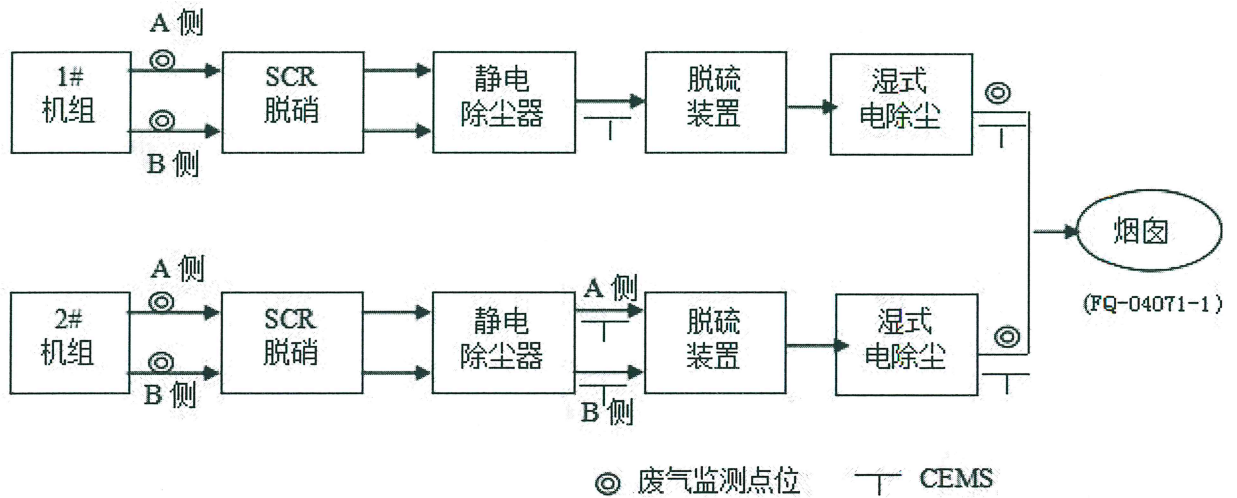 A 侧
1#
机组
B 侧
SCR
脱硝
静电
除尘器
脱硫
装置
湿式
电除尘
烟囱
(FQ-04071-1)
A 侧
2#
机组
B 侧
SCR
脱硝
静电
除尘器
A 侧
B 侧
脱硫
装置
湿式
电除尘
废气监测点位
CEMS